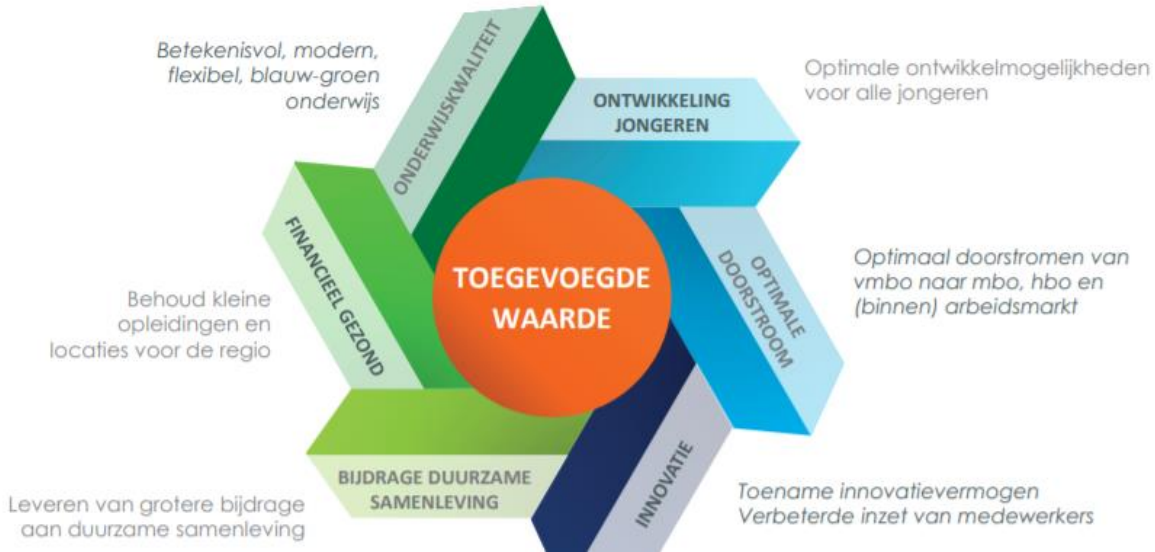 Betekenisvol, modern,
flexibel, blauw-groen
onderwijs
ONDERWIJSKWALITEIT
ONTWIKKELING
JONGEREN
Optimale ontwikkelmogelijkheden
voor alle jongeren
FINANCIEEL GEZOND
TOEGEVOEGDE
WAARDE
OPTIMALE
DOORSTROOM
Optimaal doorstromen van
vmbo naar mbo, hbo en
(binnen) arbeidsmarkt
Behoud kleine
opleidingen en
locaties voor de regio
BIJDRAGE DUURZAME
SAMENLEVING
INNOVATIE
Leveren van grotere bijdrage
aan duurzame samenleving
Toename innovatievermogen
Verbeterde inzet van medewerkers